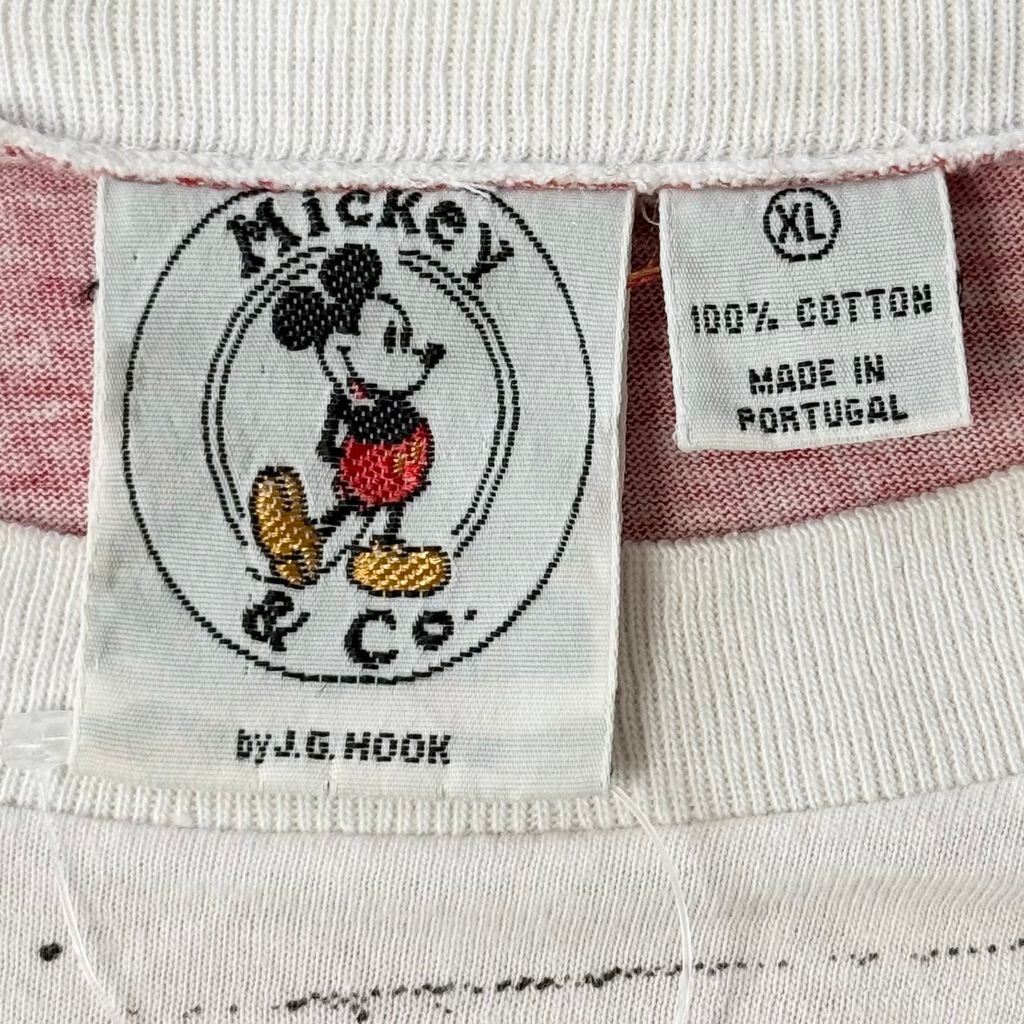 Mickey
& Co.
by J.G. HOOK
XL
100% COTTON
MADE IN
PORTUGAL